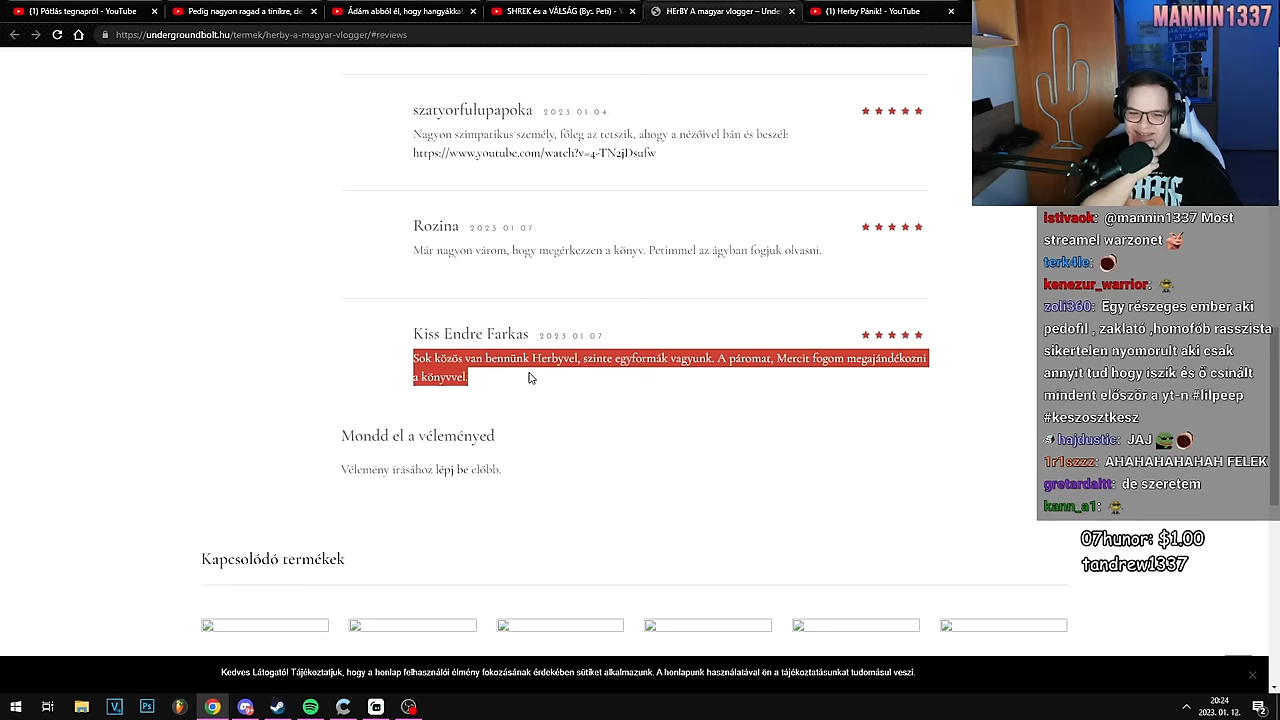 (1) Pótlás tegnapról - YouTube
Pedig nagyon ragad a tinikre, de
Ádám abból él, hogy hangyáka
SHREK és a VÁLSÁG (By:. Peti) - Y
HErBY A magyar vlogger – Unde
(1) Herby Pánik! - YouTube
https://undergroundbolt.hu/termek/herby-a-magyar-vlogger/#reviews
MANNIN1337
szatyorfulupapoka 2023.01.04.
Nagyon szimpatikus személy, főleg az tetszik, ahogy a nézőivel bán és beszél:
https://www.youtube.com/watch?v=4-TN2jDsufw
Rozina 2023.01.07.
Már nagyon várom, hogy megérkezzen a könyv. Petimmel az ágyban fogjuk olvasni.
Kiss Endre Farkas 2023.01.07.
Sok közös van bennünk Herbyvel, szinte egyformák vagyunk. A páromat, Mercit fogom megajándékozni
a könyvvel.
Mondd el a véleményed
Vélemény írásához lépj be előbb.
Kapcsolódó termékek
istivaok: @mannin1337 Most
streamel warzonet
terk4le:
kenezur_warrior:
zoli360: Egy részeges ember aki
pedofil , zaklató ,homofób rasszista
sikertelen nyomorult aki csak
annyit tud hogy iszik és ő csinált
mindent először a yt-n #lilpeep
#keszosztkesz
hajdustic: JAJ
1r1szzz: AHAHAHAHAHAH FELEK
gretardaitt: de szeretem
kann_a1:
07hunor: $1.00
tandrew1337
Kedves Látogató! Tájékoztatjuk, hogy a honlap felhasználói élmény fokozásának érdekében sütiket alkalmazunk. A honlapunk használatával ön a tájékoztatásunkat tudomásul veszi.
20:24
2023. 01. 12.